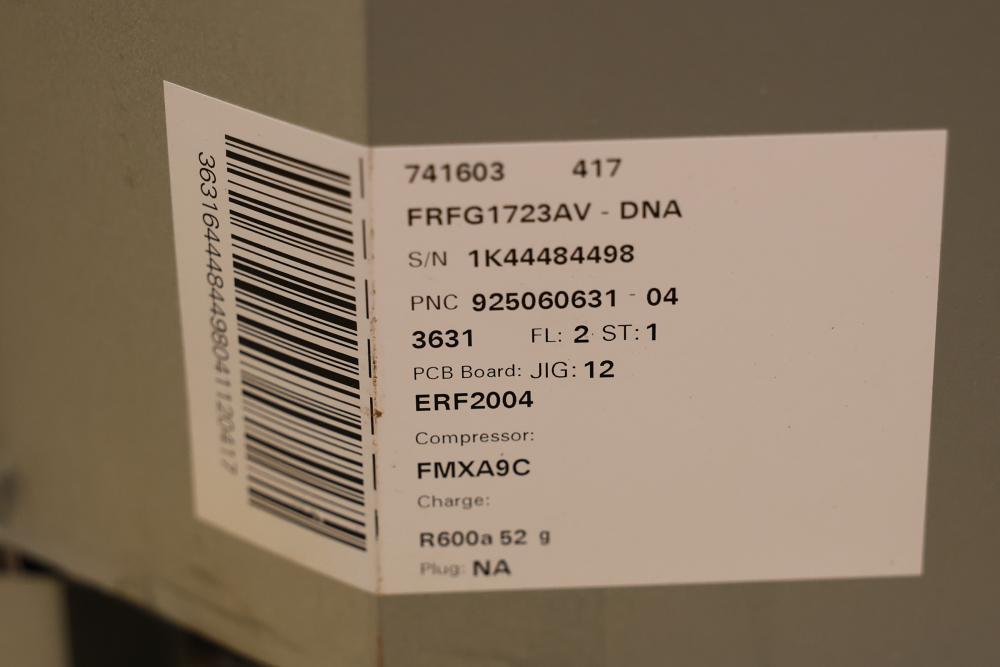 741603 417
FRFG1723AV - DNA
S/N 1K44484498
PNC 925060631 - 04
3631 FL: 2 ST: 1
PCB Board: JIG: 12
ERF2004
Compressor:
FMXA9C
Charge:
R600a 52 g
Plug: NA